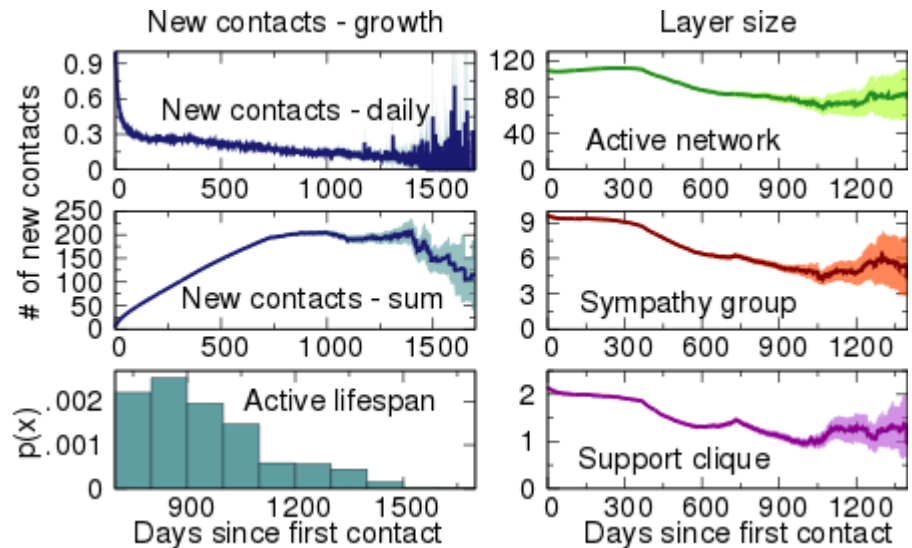 New contacts - growth
Layer size
# of new contacts
0.9
0.6
0.3
0
New contacts - daily
0 500 1000 1500
120
80
40
0
Active network
0 300 600 900 1200
250
200
150
100
50
0
New contacts - sum
0 500 1000 1500
9
6
3
0
Sympathy group
0 300 600 900 1200
p(x)
.002
.001
0
Active lifespan
900 1200 1500
Days since first contact
2
1
0
Support clique
0 300 600 900 1200
Days since first contact